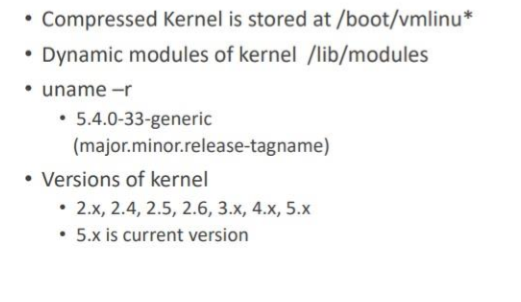 • Compressed Kernel is stored at /boot/vmlinu*
• Dynamic modules of kernel /lib/modules
• uname –r
• 5.4.0-33-generic
(major.minor.release-tagname)
• Versions of kernel
• 2.x, 2.4, 2.5, 2.6, 3.x, 4.x, 5.x
• 5.x is current version